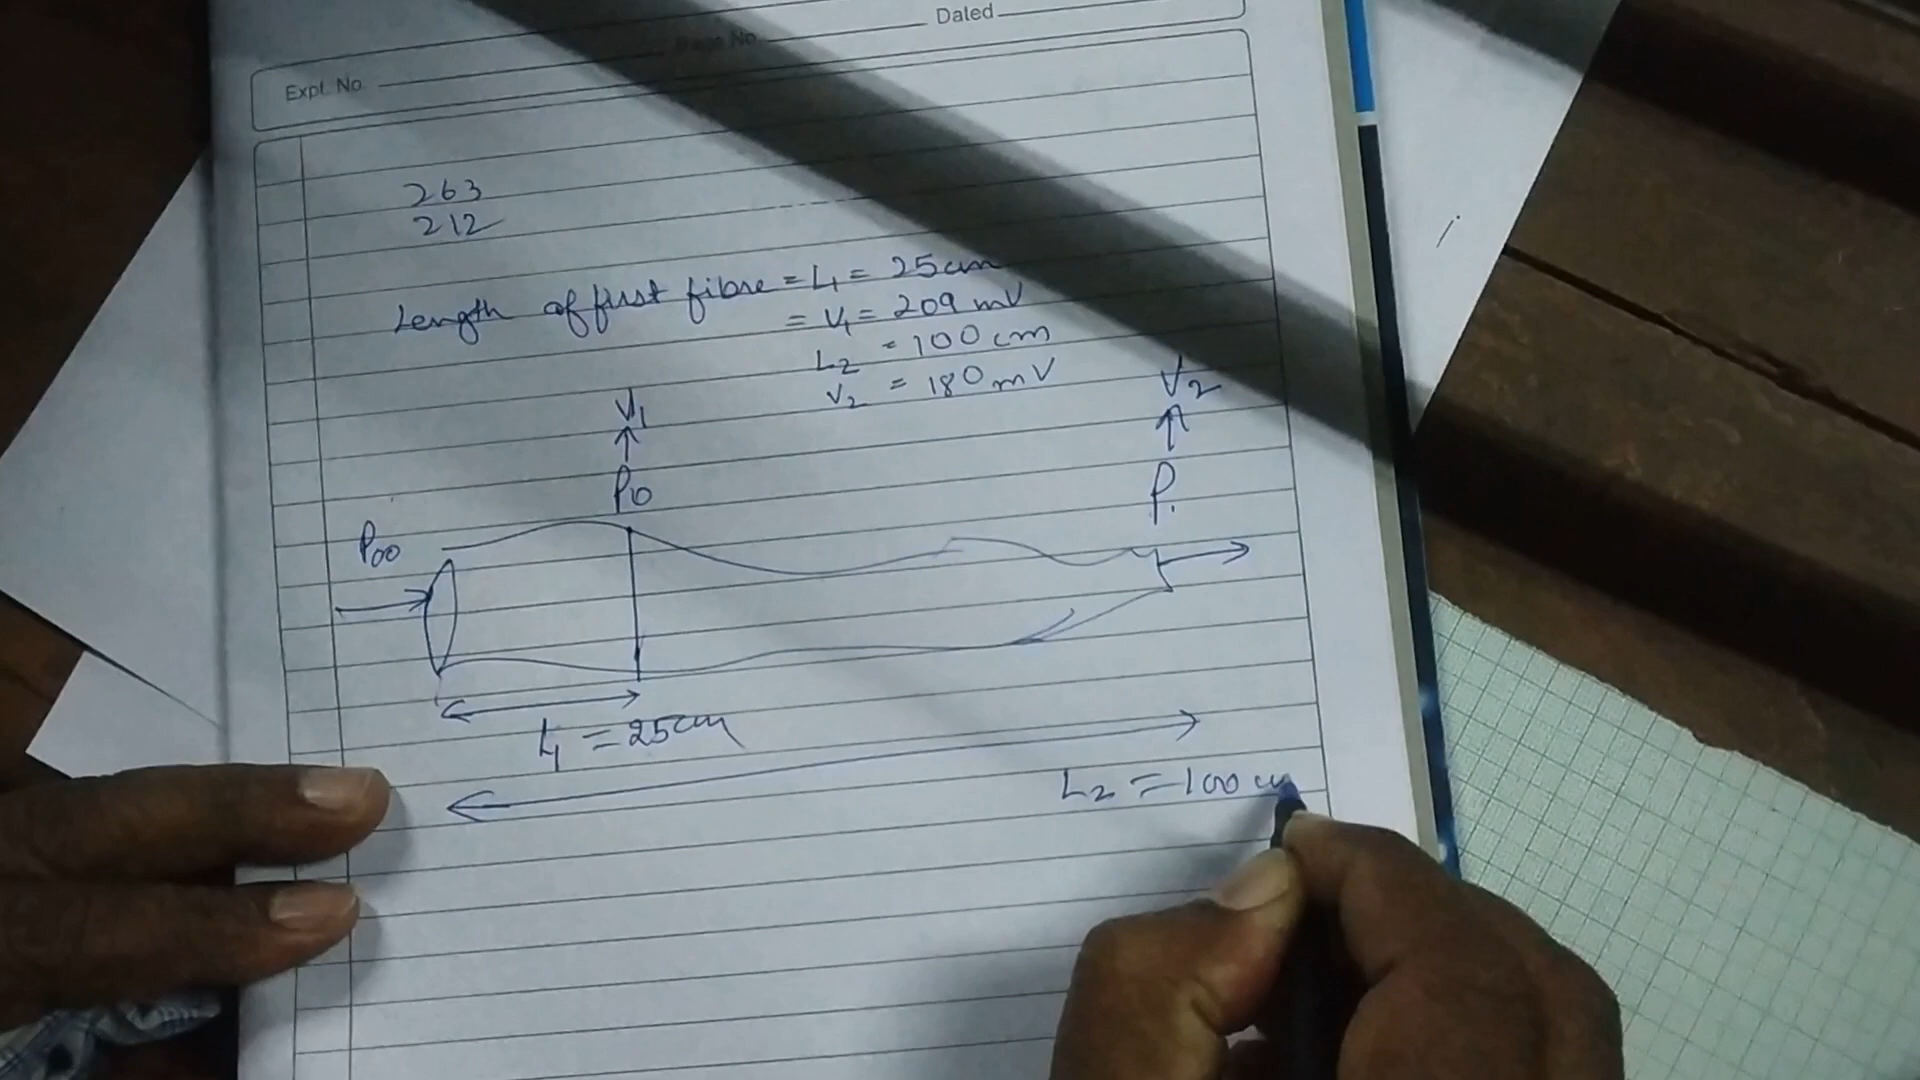 Dated
Page No.
Expt. No
263
212
Length of first fibre = L1 = 25cm
= V1 = 209 mV
L2 = 100 cm
V2 = 180 mV
V1
V2
P0
P.
P00
L1 = 25cm
L2 = 100 cm